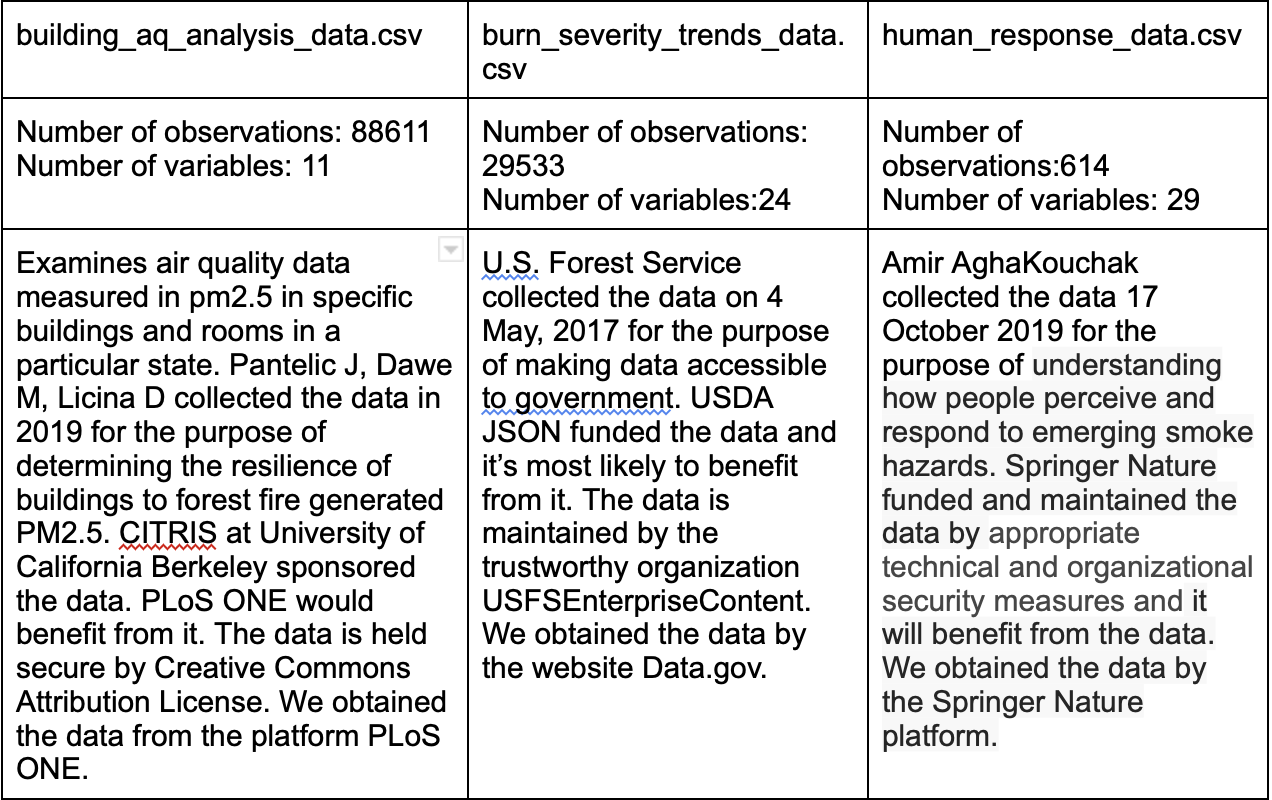 building_aq_analysis_data.csv
burn_severity_trends_data.
csv
human_response_data.csv
Number of observations: 88611
Number of variables: 11
Number of observations:
29533
Number of variables:24
Number of
observations:614
Number of variables: 29
Examines air quality data
measured in pm2.5 in specific
buildings and rooms in a
particular state. Pantelic J, Dawe
M, Licina D collected the data in
2019 for the purpose of
determining the resilience of
buildings to forest fire generated
PM2.5. CITRIS at University of
California Berkeley sponsored
the data. PLoS ONE would
benefit from it. The data is held
secure by Creative Commons
Attribution License. We obtained
the data from the platform PLoS
ONE.
U.S. Forest Service
collected the data on 4
May, 2017 for the purpose
of making data accessible
to government. USDA
JSON funded the data and
it’s most likely to benefit
from it. The data is
maintained by the
trustworthy organization
USFSEnterpriseContent.
We obtained the data by
the website Data.gov.
Amir AghaKouchak
collected the data 17
October 2019 for the
purpose of understanding
how people perceive and
respond to emerging smoke
hazards. Springer Nature
funded and maintained the
data by appropriate
technical and organizational
security measures and it
will benefit from the data.
We obtained the data by
the Springer Nature
platform.